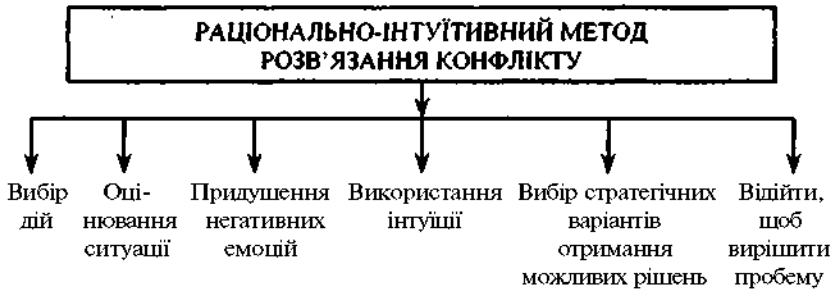 РАЦІОНАЛЬНО-ІНТУЇТИВНИЙ МЕТОД
РОЗВ’ЯЗАННЯ КОНФЛІКТУ
Вибір
дій
Оці-
нювання
ситуації
Придушення
негативних
емоцій
Використання
інтуїції
Вибір стратегічних
варіантів
отримання
можливих рішень
Відійти,
щоб
вирішити
пробему